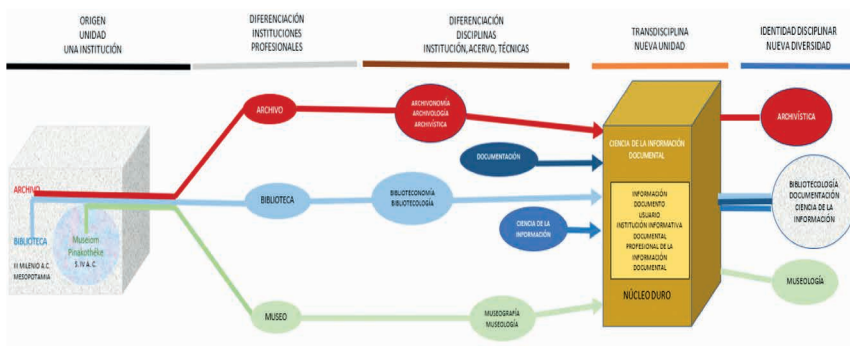 ORIGEN
UNIDAD
UNA INSTITUCIÓN
DIFERENCIACIÓN
INSTITUCIONES
PROFESIONALES
DIFERENCIACIÓN
DISCIPLINAS
INSTITUCIÓN, ACERVO, TÉCNICAS
TRANSDISCIPLINA
NUEVA UNIDAD
IDENTIDAD DISCIPLINAR
NUEVA DIVERSIDAD
ARCHIVO
BIBLIOTECA
Museiom
Pinakothêke
S. IV A. C.
III MILENIO A.C.
MESOPOTAMIA
ARCHIVO
BIBLIOTECA
MUSEO
ARCHIVONOMÍA
ARCHIVOLOGÍA
ARCHIVÍSTICA
DOCUMENTACIÓN
BIBLIOTECONOMÍA
BIBLIOTECOLOGÍA
CIENCIA DE LA
INFORMACIÓN
MUSEOGRAFÍA
MUSEOLOGÍA
CIENCIA DE LA INFORMACIÓN
DOCUMENTAL
INFORMACIÓN
DOCUMENTO
USUARIO
INSTITUCIÓN INFORMATIVA
DOCUMENTAL
PROFESIONAL DE LA
INFORMACIÓN
DOCUMENTAL
NÚCLEO DURO
ARCHIVÍSTICA
BIBLIOTECOLOGÍA
DOCUMENTACIÓN
CIENCIA DE LA
INFORMACIÓN
MUSEOLOGÍA